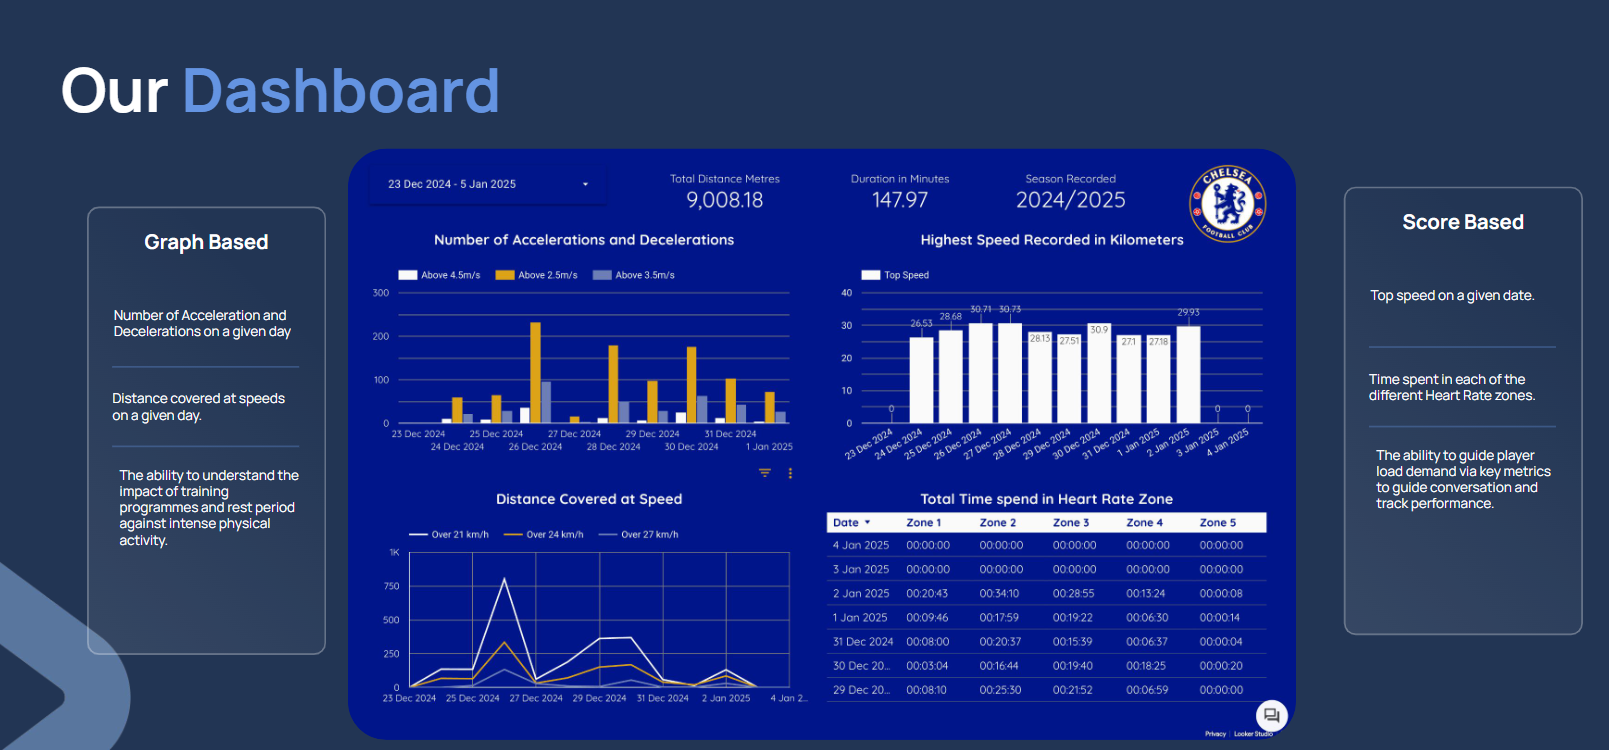 Our Dashboard
Graph Based
Number of Acceleration and
Decelerations on a given day
Distance covered at speeds
on a given day.
The ability to understand the
impact of training
programmes and rest period
against intense physical
activity.
23 Dec 2024 - 5 Jan 2025
Total Distance Metres
9,008.18
Duration in Minutes
147.97
Season Recorded
2024/2025
CHELSEA
FOOTBALL CLUB
Number of Accelerations and Decelerations
Above 4.5m/s Above 2.5m/s Above 3.5m/s
300
200
100
0
23 Dec 2024 25 Dec 2024 27 Dec 2024 29 Dec 2024 31 Dec 2024
24 Dec 2024 26 Dec 2024 28 Dec 2024 30 Dec 2024 1 Jan 2025
Highest Speed Recorded in Kilometers
Top Speed
40
30
20
10
0
0 26.53 28.68 30.71 30.73 28.13 27.51 30.9 27.1 27.18 29.93 0 0
23 Dec 2024 24 Dec 2024 25 Dec 2024 26 Dec 2024 27 Dec 2024 28 Dec 2024 29 Dec 2024 30 Dec 2024 31 Dec 2024 1 Jan 2025 2 Jan 2025 3 Jan 2025 4 Jan 2025
Distance Covered at Speed
Over 21 km/h Over 24 km/h Over 27 km/h
1K
750
500
250
0
23 Dec 2024 25 Dec 2024 27 Dec 2024 29 Dec 2024 31 Dec 2024 2 Jan 2025 4 Jan 2...
Total Time spend in Heart Rate Zone
Date Zone 1 Zone 2 Zone 3 Zone 4 Zone 5
4 Jan 2025 00:00:00 00:00:00 00:00:00 00:00:00 00:00:00
3 Jan 2025 00:00:00 00:00:00 00:00:00 00:00:00 00:00:00
2 Jan 2025 00:20:43 00:34:10 00:28:55 00:13:24 00:00:08
1 Jan 2025 00:09:46 00:17:59 00:19:22 00:06:30 00:00:14
31 Dec 2024 00:08:00 00:20:37 00:15:39 00:06:37 00:00:04
30 Dec 20... 00:03:04 00:16:44 00:19:40 00:18:25 00:00:20
29 Dec 20... 00:08:10 00:25:30 00:21:52 00:06:59 00:00:00
Privacy Looker Studio
Score Based
Top speed on a given date.
Time spent in each of the
different Heart Rate zones.
The ability to guide player
load demand via key metrics
to guide conversation and
track performance.